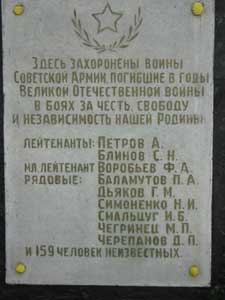 Здесь захоронены воины
Советской Армии, погибшие в годы
Великой Отечественной войны
в боях за честь, свободу
и независимость нашей Родины
Лейтенанты: Петров А.
Блинов С. Н.
мл. лейтенант Воробьев Ф. А.
Рядовые: Баламутов П. А.
Дьяков Г. М.
Симоненко Н. И.
Смальцуг И. Б.
Чегринец М. П.
Черепанов Д. П.
и 159 человек неизвестных.